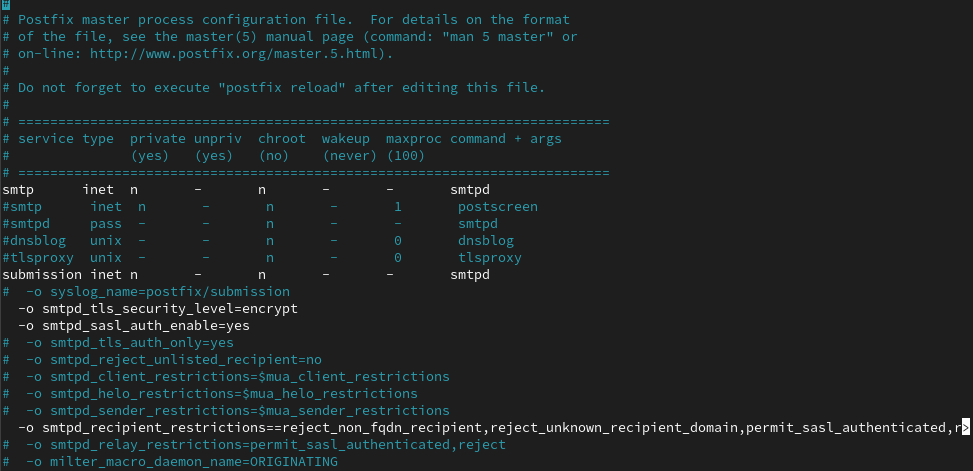 #
# Postfix master process configuration file.  For details on the format
# of the file, see the master(5) manual page (command: "man 5 master" or
# on-line: http://www.postfix.org/master.5.html).
#
# Do not forget to execute "postfix reload" after editing this file.
#
# ==========================================================================
# service type  private unpriv  chroot  wakeup  maxproc command + args
#               (yes)   (yes)   (no)    (never) (100)
# ==========================================================================
smtp      inet  n       -       n       -       -       smtpd
#smtp      inet  n       -       n       -       1       postscreen
#smtpd     pass  -       -       n       -       -       smtpd
#dnsblog   unix  -       -       n       -       0       dnsblog
#tlsproxy  unix  -       -       n       -       0       tlsproxy
submission inet n       -       n       -       -       smtpd
#  -o syslog_name=postfix/submission
  -o smtpd_tls_security_level=encrypt
  -o smtpd_sasl_auth_enable=yes
#  -o smtpd_tls_auth_only=yes
#  -o smtpd_reject_unlisted_recipient=no
#  -o smtpd_client_restrictions=$mua_client_restrictions
#  -o smtpd_helo_restrictions=$mua_helo_restrictions
#  -o smtpd_sender_restrictions=$mua_sender_restrictions
  -o smtpd_recipient_restrictions==reject_non_fqdn_recipient,reject_unknown_recipient_domain,permit_sasl_authenticated,r>
#  -o smtpd_relay_restrictions=permit_sasl_authenticated,reject
#  -o milter_macro_daemon_name=ORIGINATING